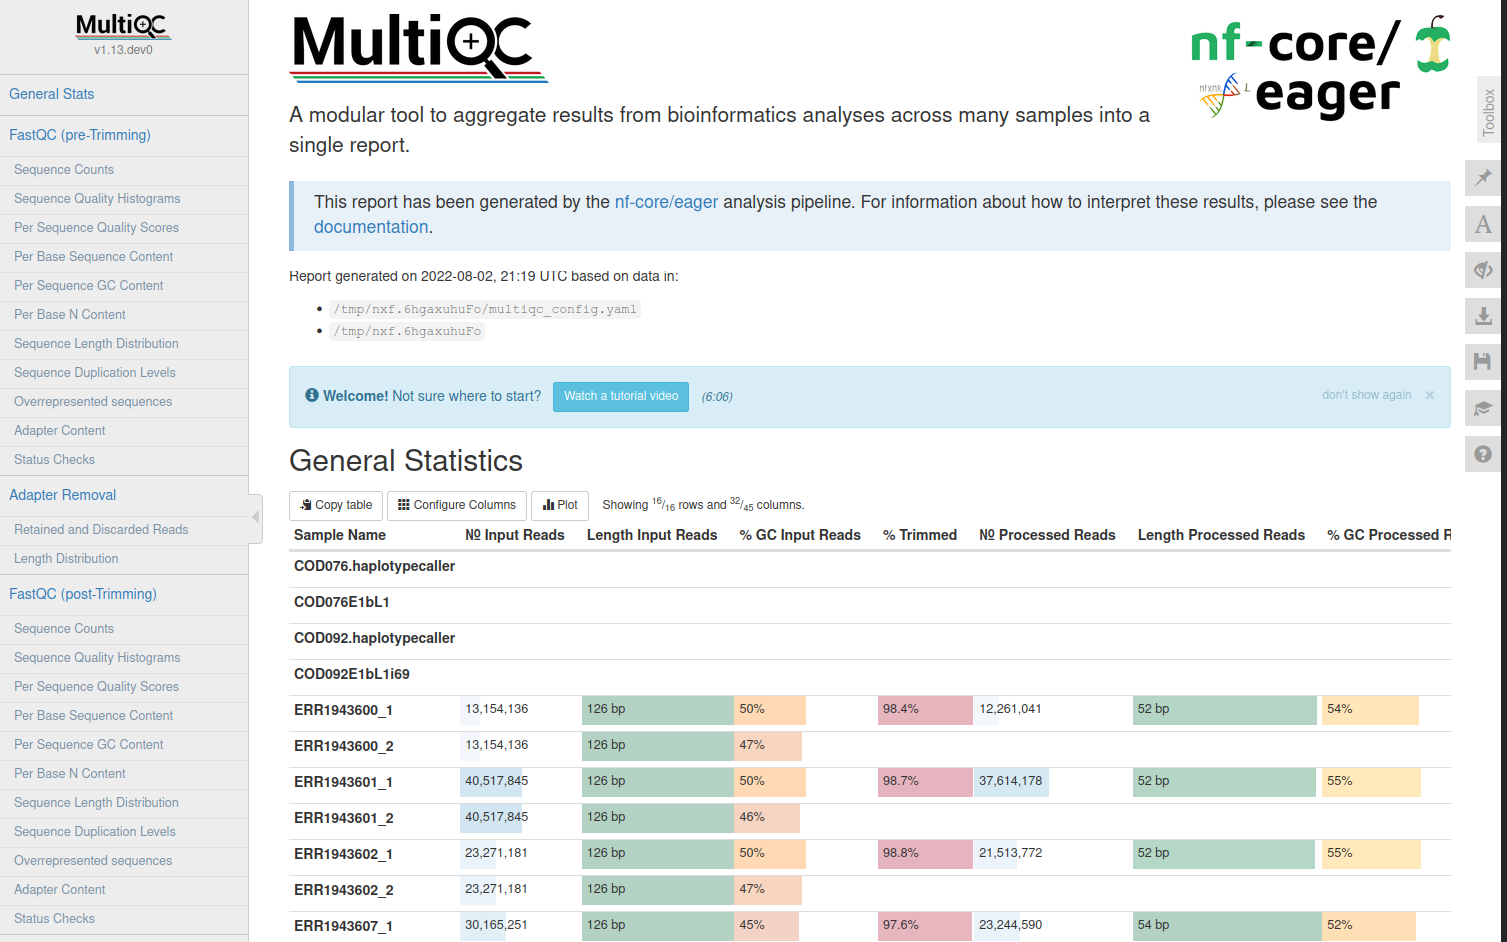 MultiQC
v1.13.dev0
General Stats
FastQC (pre-Trimming)
Sequence Counts
Sequence Quality Histograms
Per Sequence Quality Scores
Per Base Sequence Content
Per Sequence GC Content
Per Base N Content
Sequence Length Distribution
Sequence Duplication Levels
Overrepresented sequences
Adapter Content
Status Checks
Adapter Removal
Retained and Discarded Reads
Length Distribution
FastQC (post-Trimming)
Sequence Counts
Sequence Quality Histograms
Per Sequence Quality Scores
Per Base Sequence Content
Per Sequence GC Content
Per Base N Content
Sequence Length Distribution
Sequence Duplication Levels
Overrepresented sequences
Adapter Content
Status Checks
MultiQC
nf-core/
eager
A modular tool to aggregate results from bioinformatics analyses across many samples into a
single report.
This report has been generated by the nf-core/eager analysis pipeline. For information about how to interpret these results, please see the
documentation.
Report generated on 2022-08-02, 21:19 UTC based on data in:
/tmp/nxf.6hgaxuhuFo/multiqc_config.yaml
/tmp/nxf.6hgaxuhuFo
Welcome! Not sure where to start? Watch a tutorial video (6:06) don't show again ×
General Statistics
Copy table Configure Columns Plot Showing 16/16 rows and 32/45 columns.
Sample Name № Input Reads Length Input Reads % GC Input Reads % Trimmed № Processed Reads Length Processed Reads % GC Processed R
COD076.haplotypecaller
COD076E1bL1
COD092.haplotypecaller
COD092E1bL1i69
ERR1943600_1 13,154,136 126 bp 50% 98.4% 12,261,041 52 bp 54%
ERR1943600_2 13,154,136 126 bp 47%
ERR1943601_1 40,517,845 126 bp 50% 98.7% 37,614,178 52 bp 55%
ERR1943601_2 40,517,845 126 bp 46%
ERR1943602_1 23,271,181 126 bp 50% 98.8% 21,513,772 52 bp 55%
ERR1943602_2 23,271,181 126 bp 47%
ERR1943607_1 30,165,251 126 bp 45% 97.6% 23,244,590 54 bp 52%
Toolbox
A